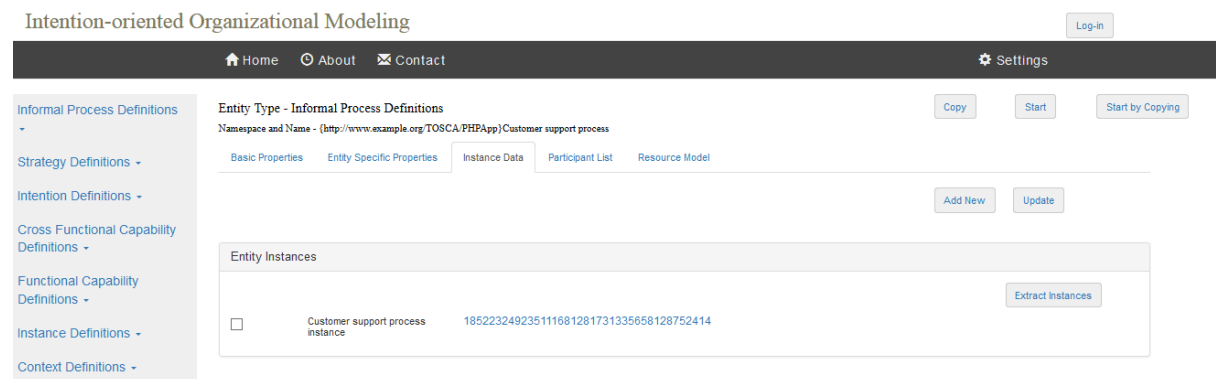 Intention-oriented Organizational Modeling
Log-in
Home About Contact Settings
Informal Process Definitions
Strategy Definitions
Intention Definitions
Cross Functional Capability
Definitions
Functional Capability
Definitions
Instance Definitions
Context Definitions
Entity Type - Informal Process Definitions
Copy Start Start by Copying
Namespace and Name - {http://www.example.org/TOSCA/PHPApp}Customer support process
Basic Properties Entity Specific Properties Instance Data Participant List Resource Model
Add New Update
Entity Instances
Extract Instances
Customer support process
instance
185223249235111681281731335658128752414